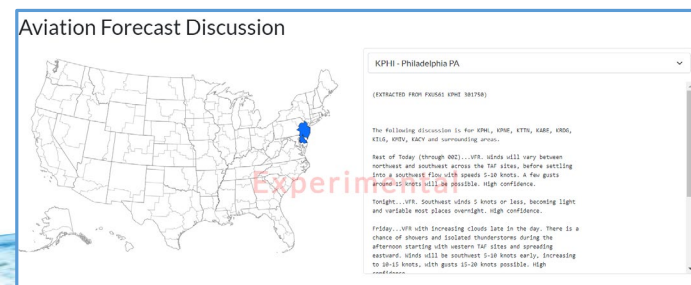 Aviation Forecast Discussion
KPHI - Philadelphia PA
(EXTRACTED FROM FXUS61 KPHI 301750)
The following discussion is for KPHL, KPNE, KTTN, KABE, KRDG,
KILG, KMIV, KACY and surrounding areas.
Rest of Today (through 00Z)...VFR. Winds will vary between
northwest and southwest across the TAF sites, before settling
into a southwest flow with speeds 5-10 knots. A few gusts
around 15 knots will be possible. High confidence.
Experimental
Tonight...VFR. Southwest winds 5 knots or less, becoming light
and variable most places overnight. High confidence.
Friday...VFR with increasing clouds late in the day. There is a
chance of showers and isolated thunderstorms during the
afternoon starting with western TAF sites and spreading
eastward. Winds will be southwest 5-10 knots early, increasing
to 10-15 knots, with gusts 15-20 knots possible. High